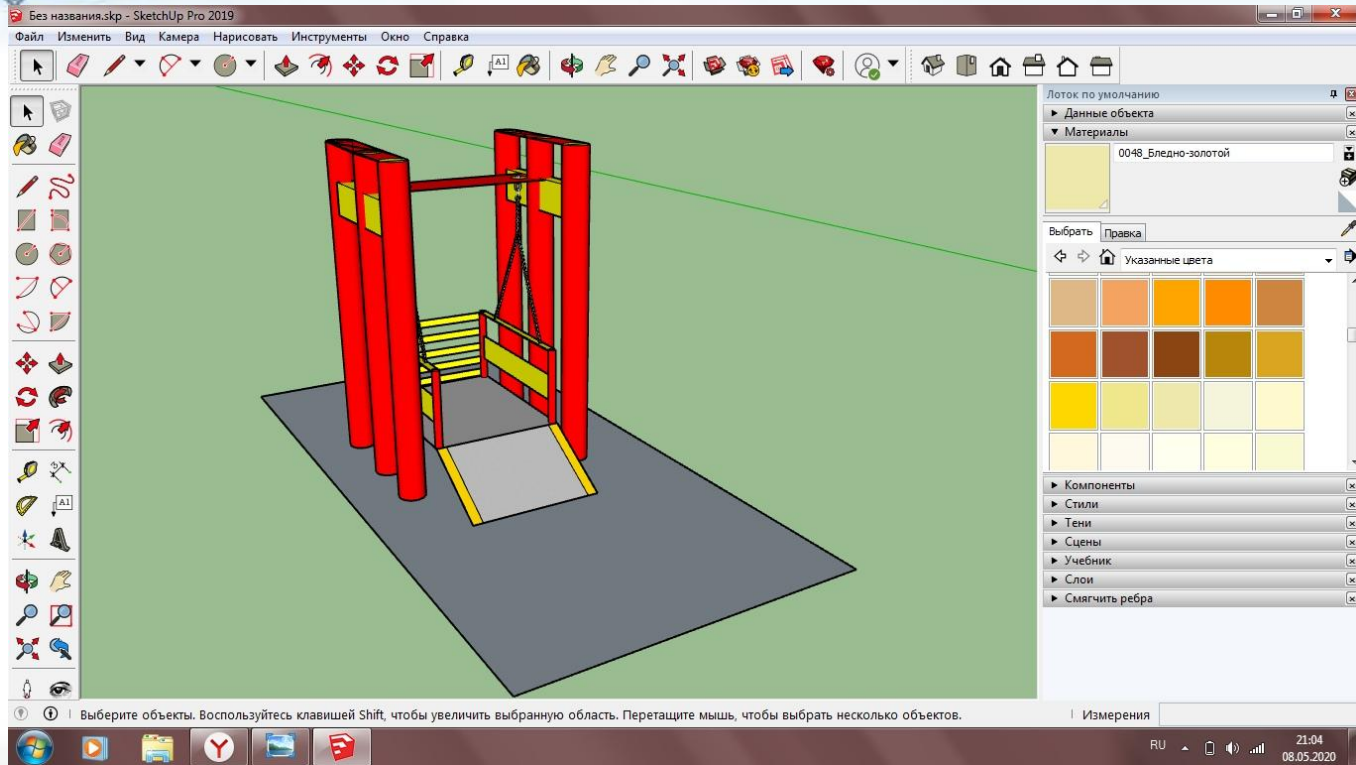 Без названия.skp - SketchUp Pro 2019
Файл Изменить Вид Камера Нарисовать Инструменты Окно Справка
A1
Лоток по умолчанию
Данные объекта
Материалы
0048_Бледно-золотой
Выбрать Правка
Указанные цвета
A1
Компоненты
Стили
Тени
Сцены
Учебник
Слои
Смягчить ребра
Выберите объекты. Воспользуйтесь клавишей Shift, чтобы увеличить выбранную область. Перетащите мышь, чтобы выбрать несколько объектов.
Измерения
RU
21:04
08.05.2020